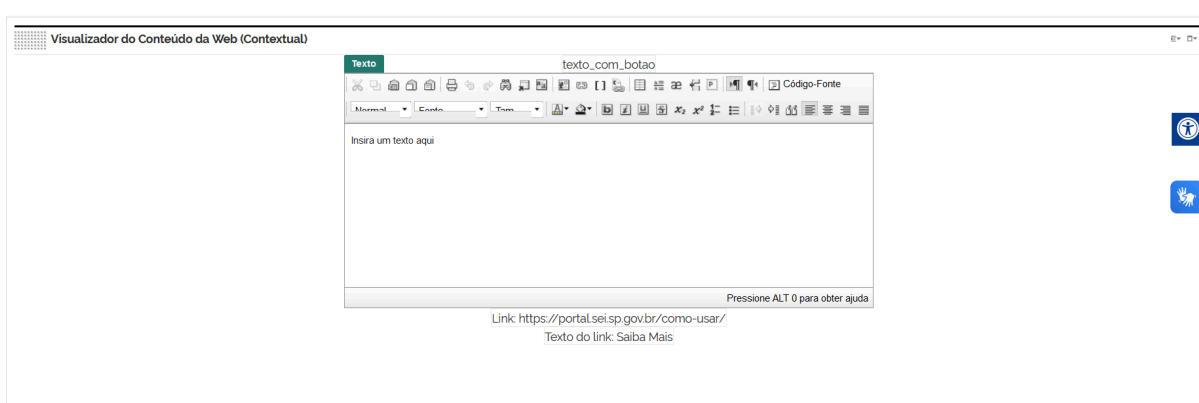 Visualizador do Conteúdo da Web (Contextual)
Texto
texto_com_botao
Código-Fonte
Normal Fonte Tam
Insira um texto aqui
Pressione ALT 0 para obter ajuda
Link: https://portal.sei.sp.gov.br/como-usar/
Texto do link: Saiba Mais